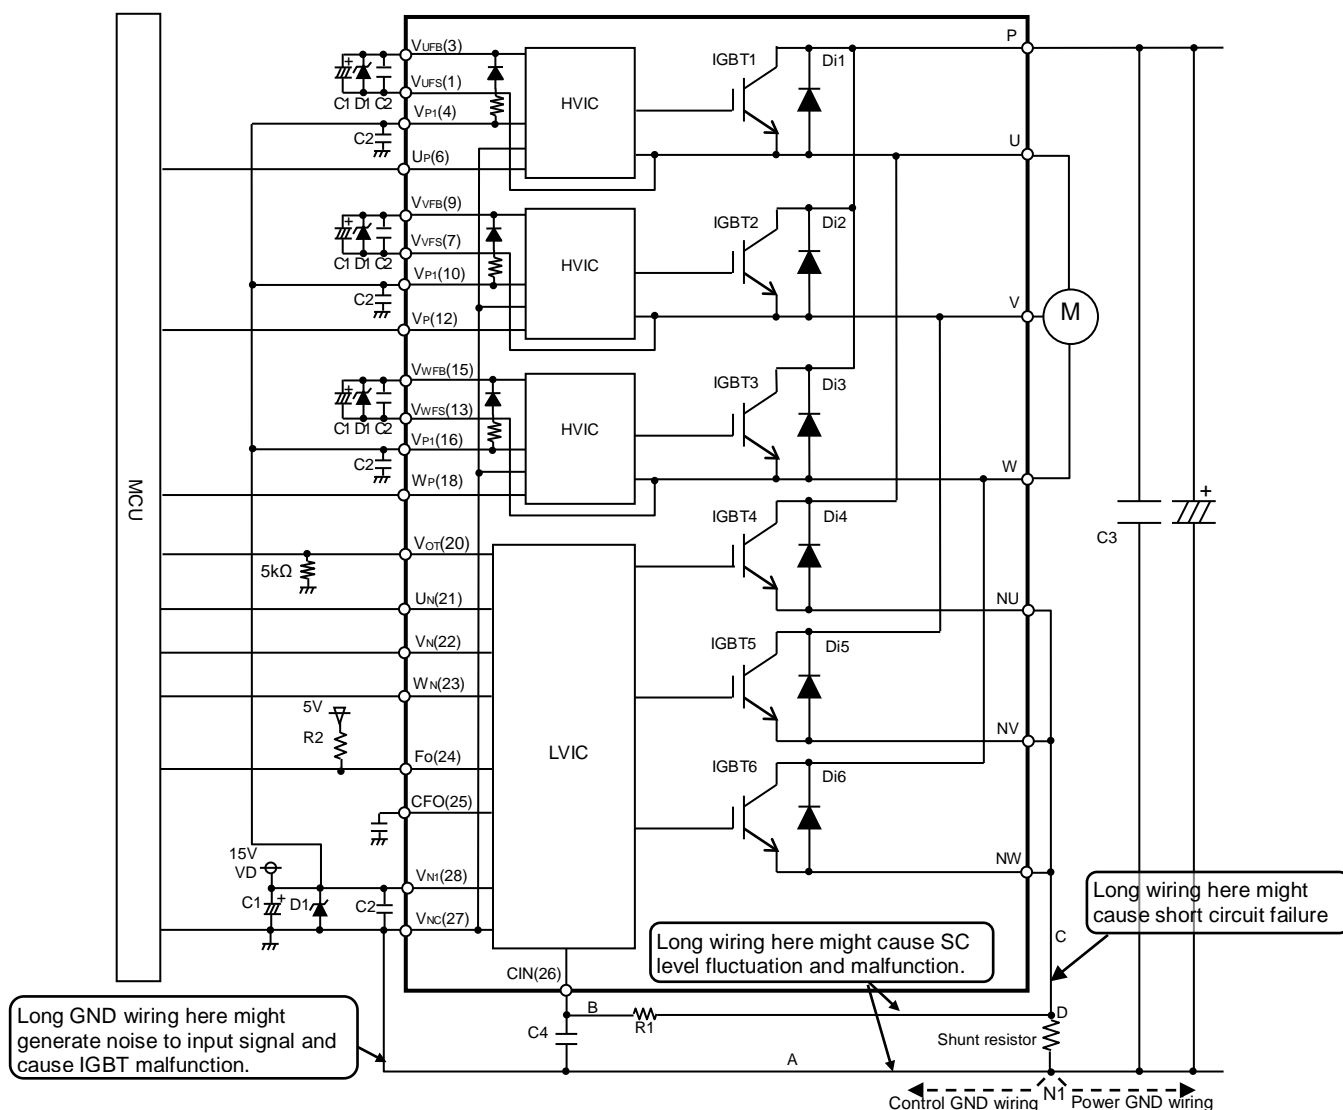 VUFB(3)
IGBT1
Di1
P
C1 D1 C2
VUFS(1)
HVIC
VP1(4)
C2
U
UP(6)
VVFB(9)
IGBT2
Di2
C1 D1 C2
VVFS(7)
HVIC
VP1(10)
C2
V
M
VP(12)
VWFB(15)
IGBT3
Di3
C1 D1 C2
VWFS(13)
HVIC
VP1(16)
C2
W
WP(18)
MCU
IGBT4
Di4
C3
+
VOT(20)
5kΩ
UN(21)
NU
VN(22)
IGBT5
Di5
WN(23)
5V
R2
LVIC
NV
Fo(24)
IGBT6
Di6
CFO(25)
15V
VD
VN1(28)
NW
C1
+
D1
C2
VNC(27)
Long wiring here might
cause short circuit failure
Long wiring here might cause SC
level fluctuation and malfunction.
C
CIN(26)
B
R1
D
C4
Shunt resistor
Long GND wiring here might
generate noise to input signal and
cause IGBT malfunction.
A
N1
Control GND wiring
Power GND wiring